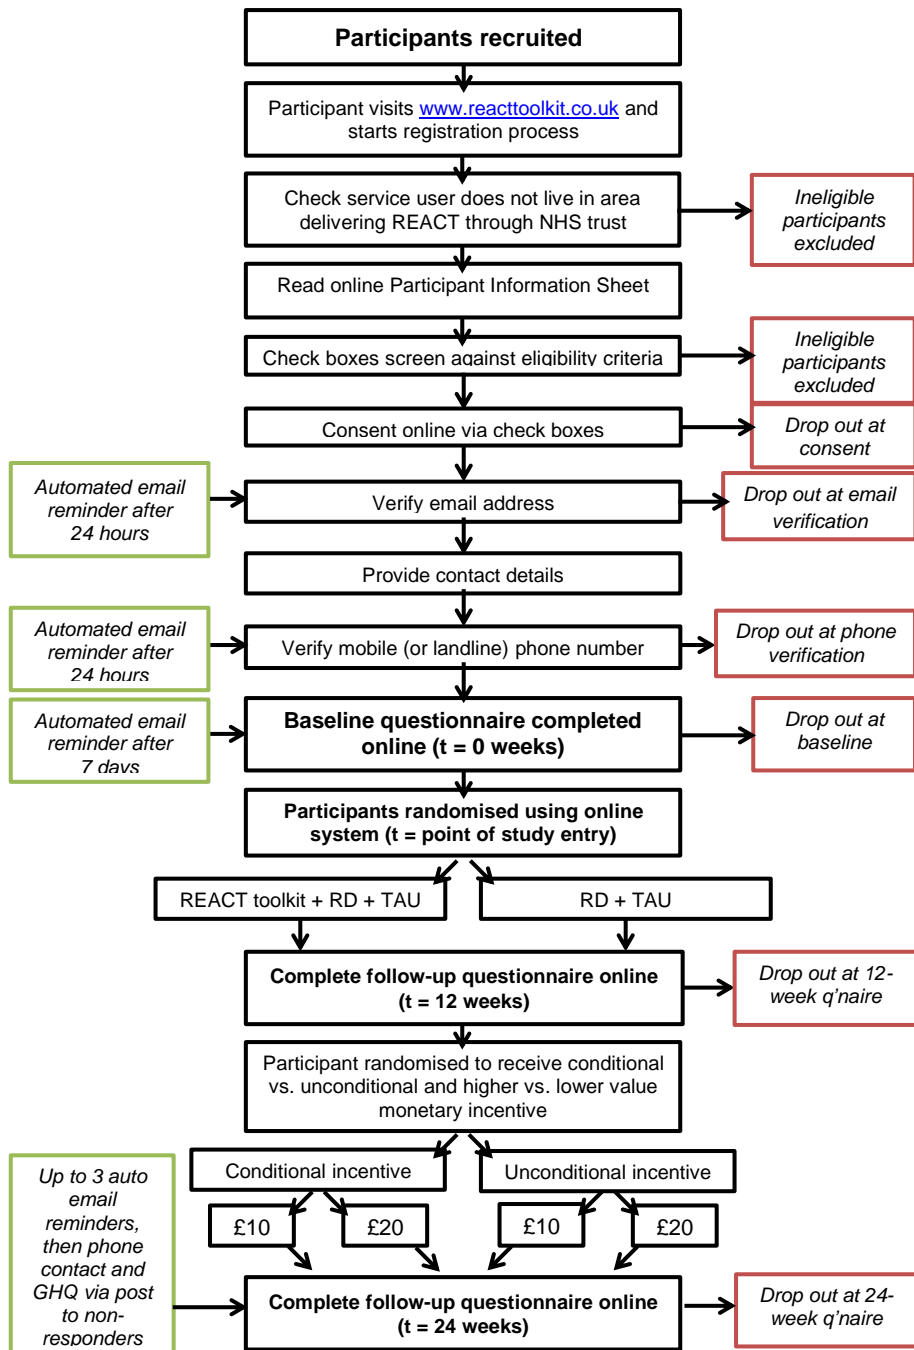 Participants recruited
Participant visits www.reacttoolkit.co.uk and
starts registration process
Check service user does not live in area
delivering REACT through NHS trust
Ineligible
participants
excluded
Read online Participant Information Sheet
Check boxes screen against eligibility criteria
Ineligible
participants
excluded
Consent online via check boxes
Drop out at
consent
Automated email
reminder after
24 hours
Verify email address
Drop out at email
verification
Provide contact details
Automated email
reminder after
24 hours
Verify mobile (or landline) phone number
Drop out at phone
verification
Automated email
reminder after
7 days
Baseline questionnaire completed
online (t = 0 weeks)
Drop out at
baseline
Participants randomised using online
system (t = point of study entry)
REACT toolkit + RD + TAU
RD + TAU
Complete follow-up questionnaire online
(t = 12 weeks)
Drop out at 12-
week q'naire
Participant randomised to receive conditional
vs. unconditional and higher vs. lower value
monetary incentive
Conditional incentive
Unconditional incentive
£10
£20
£10
£20
Up to 3 auto
email
reminders,
then phone
contact and
GHQ via post
to non-
responders
Complete follow-up questionnaire online
(t = 24 weeks)
Drop out at 24-
week q'naire